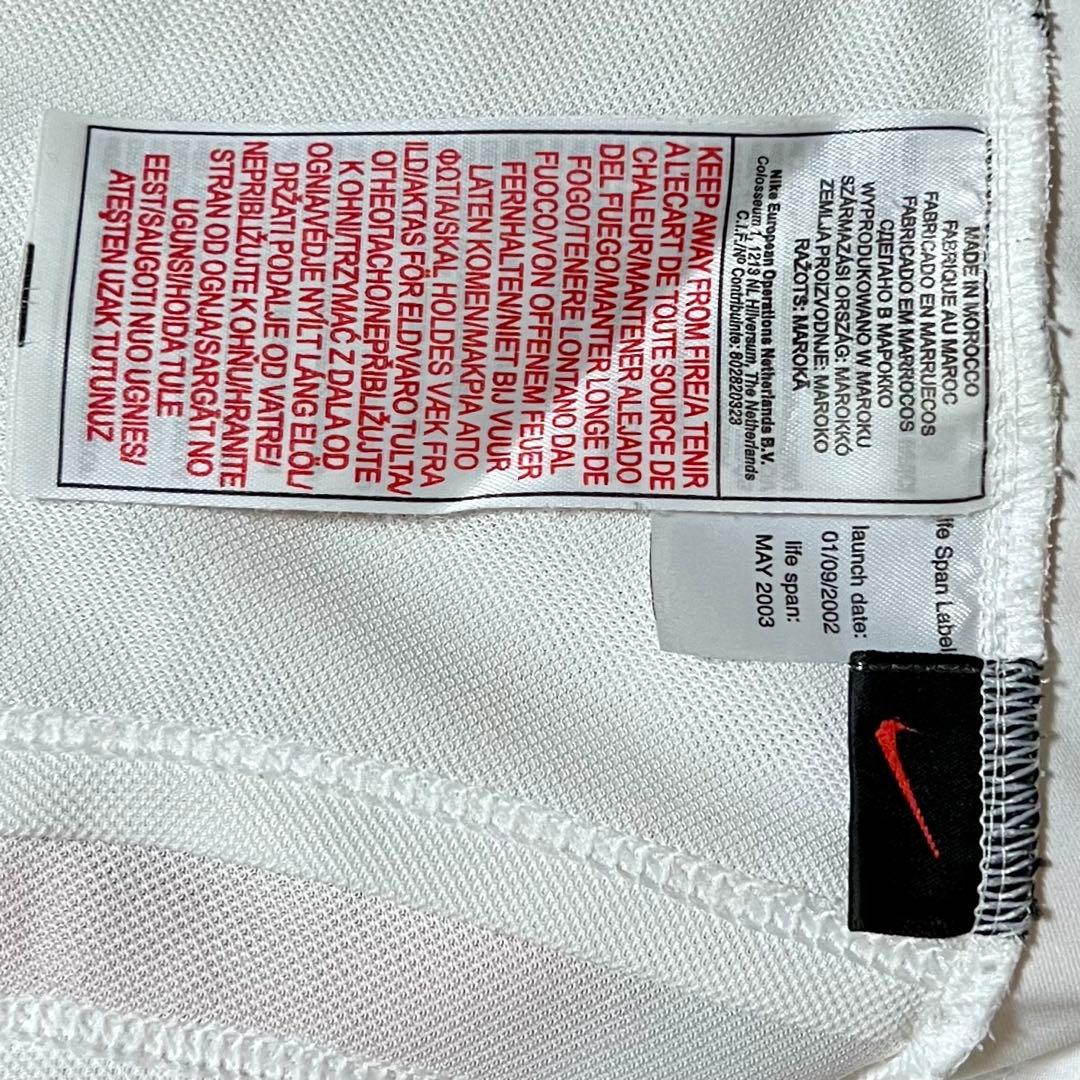 MADE IN MOROCCO
FABRIQUE AU MAROC
FABRICADO EN MARRUECOS
FABRICADO EM MARROCOS
СДЕЛАНО В МАРОККО
WYPRODUKOWANO W MAROKU
SZÁRMAZÁSI ORSZÁG: MAROKKÓ
ZEMLJA PROIZVODNJE: MAROKO
RAŽOTS: MAROKĀ
Nike European Operations Netherlands B.V.
Colosseum 1, 1213 NL Hilversum, The Netherlands
C.I.F./Nº Contribuinte: 802820323
KEEP AWAY FROM FIRE/A TENIR
A L'ECART DE TOUTE SOURCE DE
CHALEUR/MANTENER ALEJADO
DEL FUEGO/MANTER LONGE DE
FOGO/TENERE LONTANO DAL
FUOCO/VON OFFENEM FEUER
FERNHALTEN/NIET BIJ VUUR
LATEN KOMEN/ΜΑΚΡΙΑ ΑΠΟ
ΦΩΤΙΑ/SKAL HOLDES VÆK FRA
ILD/AKTAS FÖR ELD/VARO TULTA/
ОГНЕОПАСНО/NEPŘIBLIŽUJTE
K OHNI/TRZYMAĆ Z DALA OD
OGNIA/VÉDJE NYÍLT LÁNG ELŐL/
DRŽATI PODALJE OD VATRE/
NEPRIBLIŽUJTE K OHŇU/HRANITE
STRAN OD OGNJA/SARGĀT NO
UGUNS/HOIDA TULE
EEST/SAUGOTI NUO UGNIES/
ATEŞTEN UZAK TUTUNUZ
ife Span Label
launch date:
01/09/2002
life span:
MAY 2003